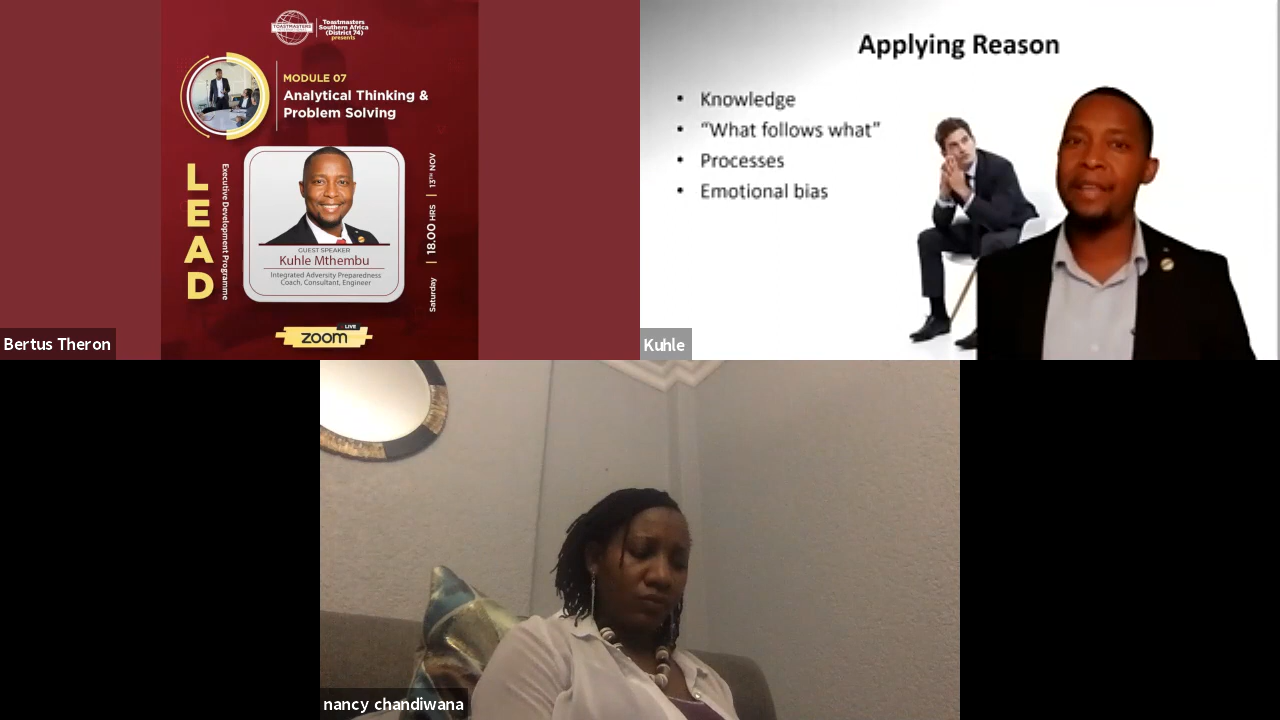 TOASTMASTERS
Toastmasters
Southern Africa
(District 74)
presents
MODULE 07
Analytical Thinking &
Problem Solving
LEAD
Executive Development Programme
GUEST SPEAKER
Kuhle Mthembu
Integrated Adversity Preparedness
Coach, Consultant, Engineer
Saturday | 18.00 HRS | 13TH NOV
LIVE
zoom
Bertus Theron
Applying Reason
• Knowledge
• “What follows what”
• Processes
• Emotional bias
Kuhle
nancy chandiwana